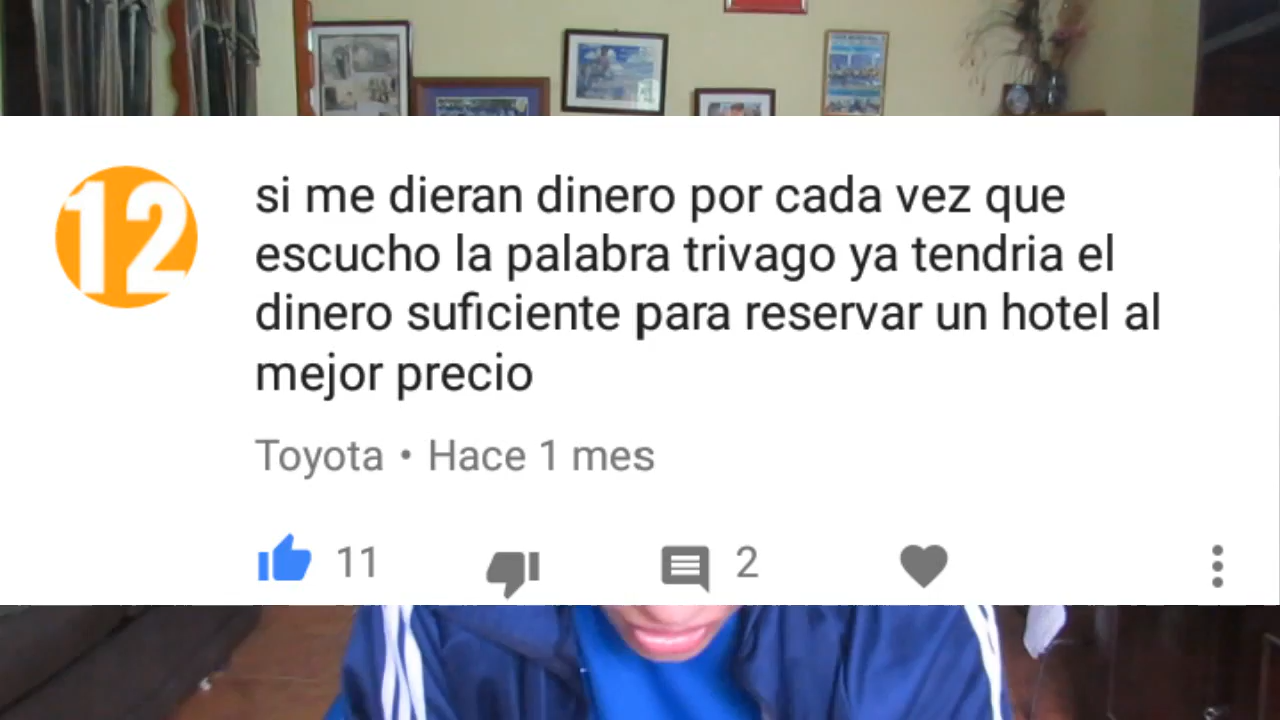 12
si me dieran dinero por cada vez que
escucho la palabra trivago ya tendria el
dinero suficiente para reservar un hotel al
mejor precio
Toyota • Hace 1 mes
11 2